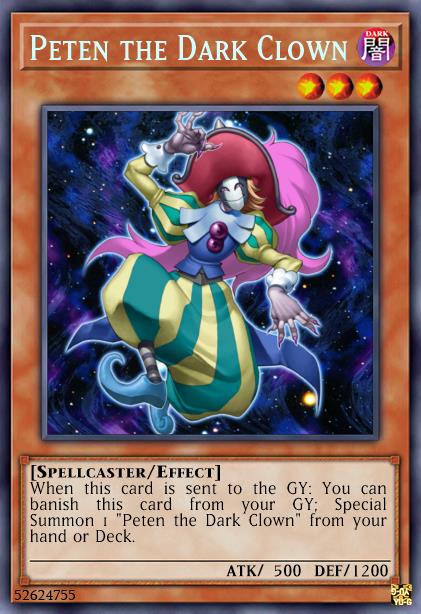 PETEN THE DARK CLOWN
DARK
闇
[SPELLCASTER/EFFECT]
When this card is sent to the GY: You can
banish this card from your GY; Special
Summon 1 "Peten the Dark Clown" from your
hand or Deck.
ATK/ 500 DEF/1200
52624755